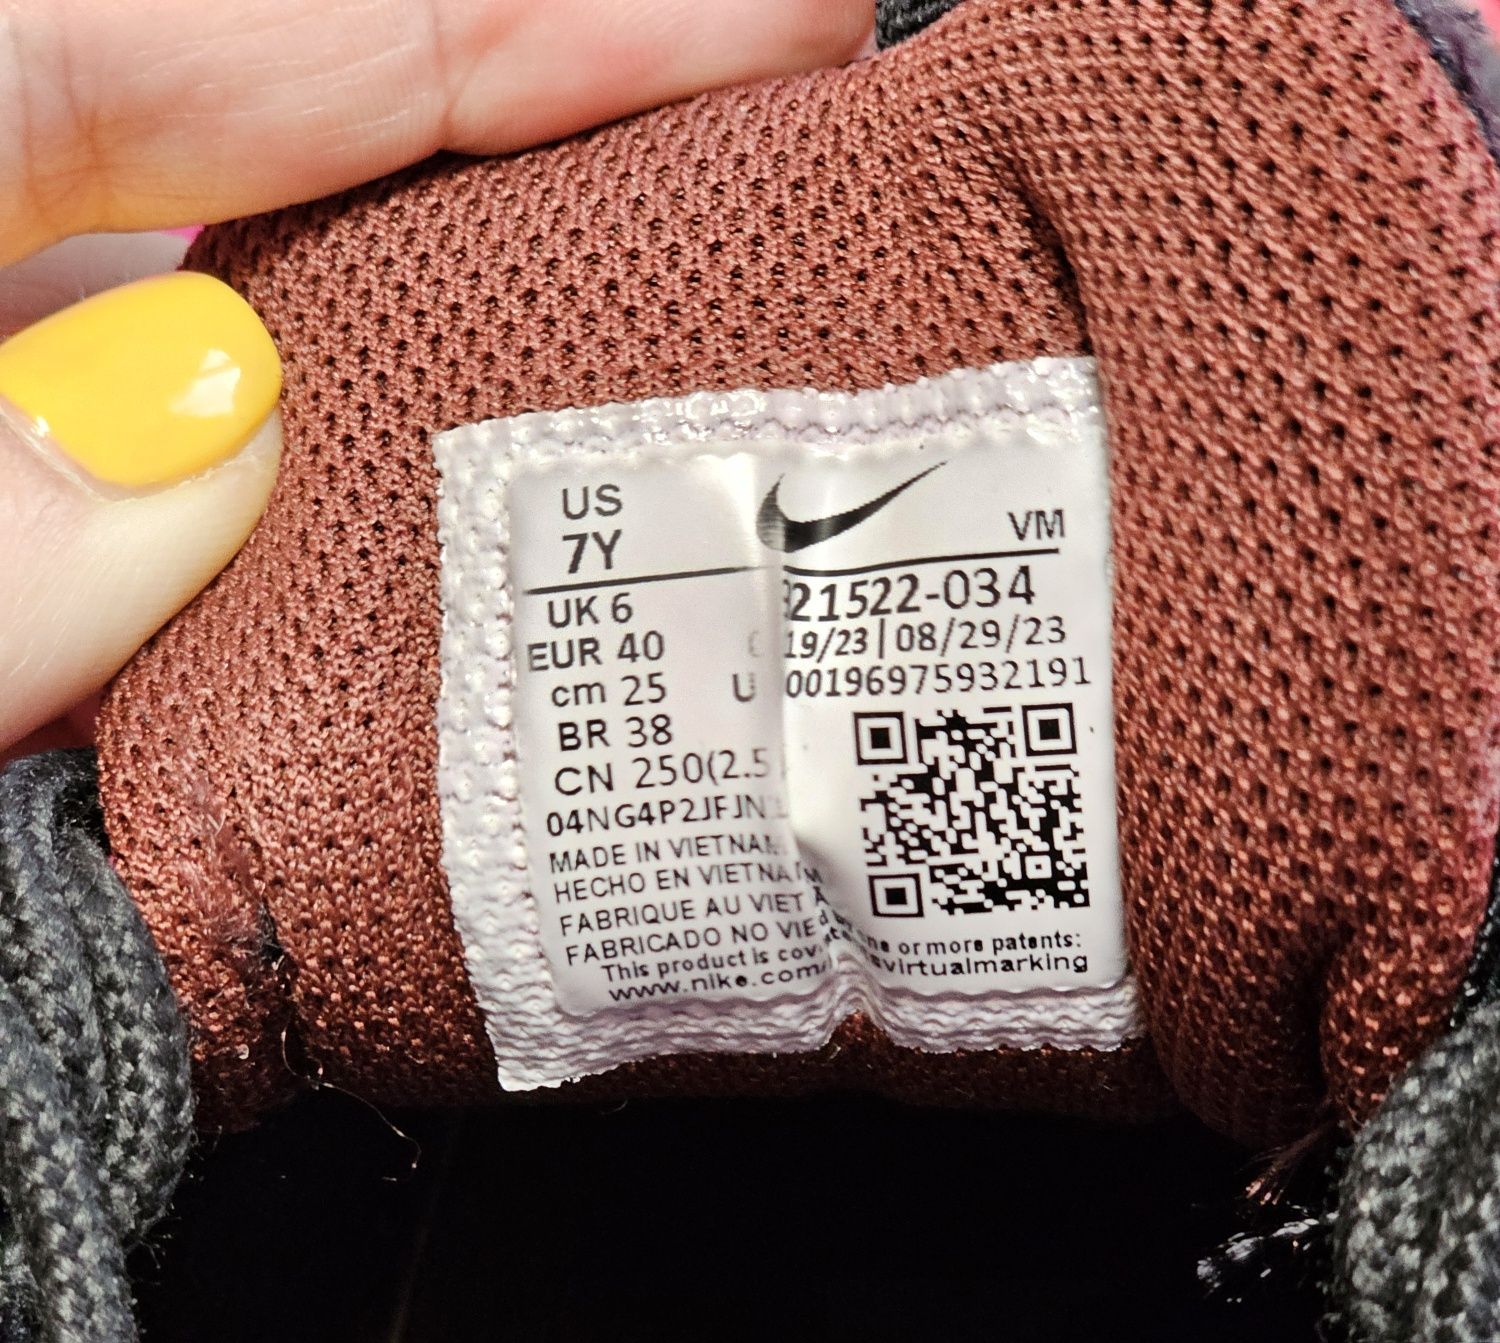 US
7Y
VM
UK 6
21522-034
EUR 40
19/23 | 08/29/23
cm 25
U 00196975932191
BR 38
CN 250(2.5
04NG4P2JFJN
MADE IN VIETNAM
HECHO EN VIETNAM
FABRIQUE AU VIET
FABRICADO NO VIE
This product is cov one or more patents:
www.nike.com/ svirtualmarking